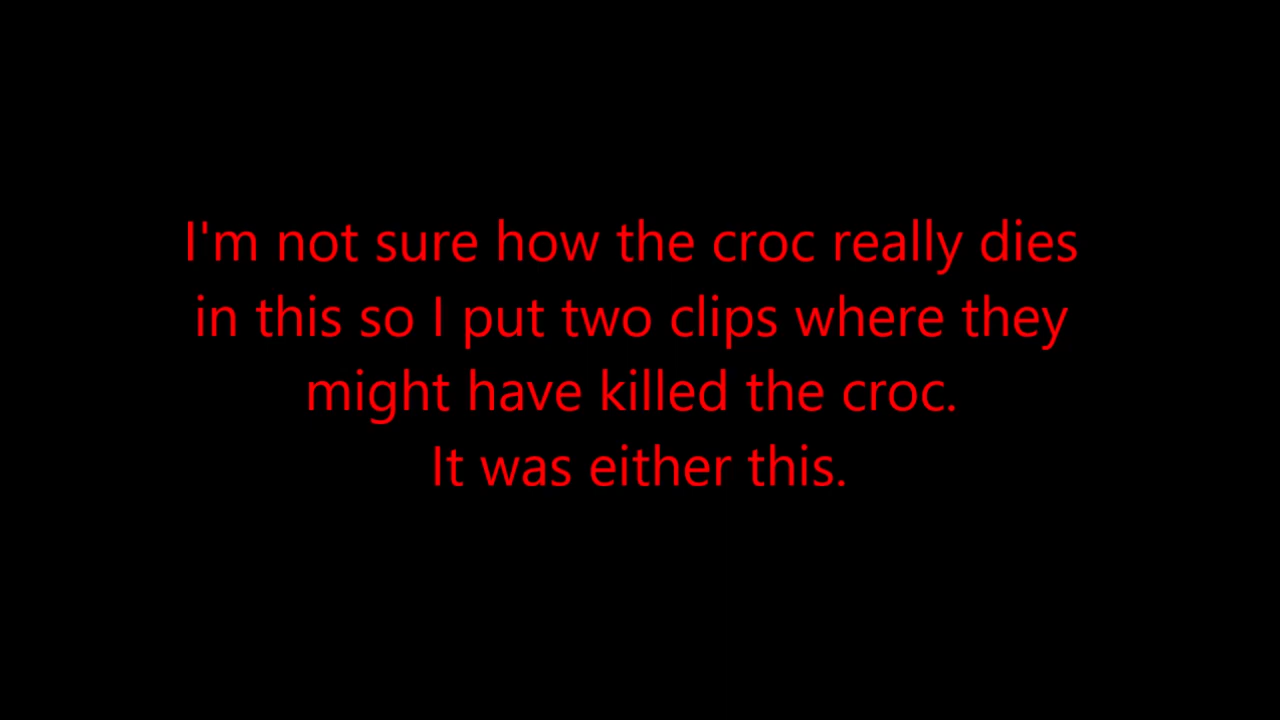 I'm not sure how the croc really dies
in this so I put two clips where they
might have killed the croc.
It was either this.